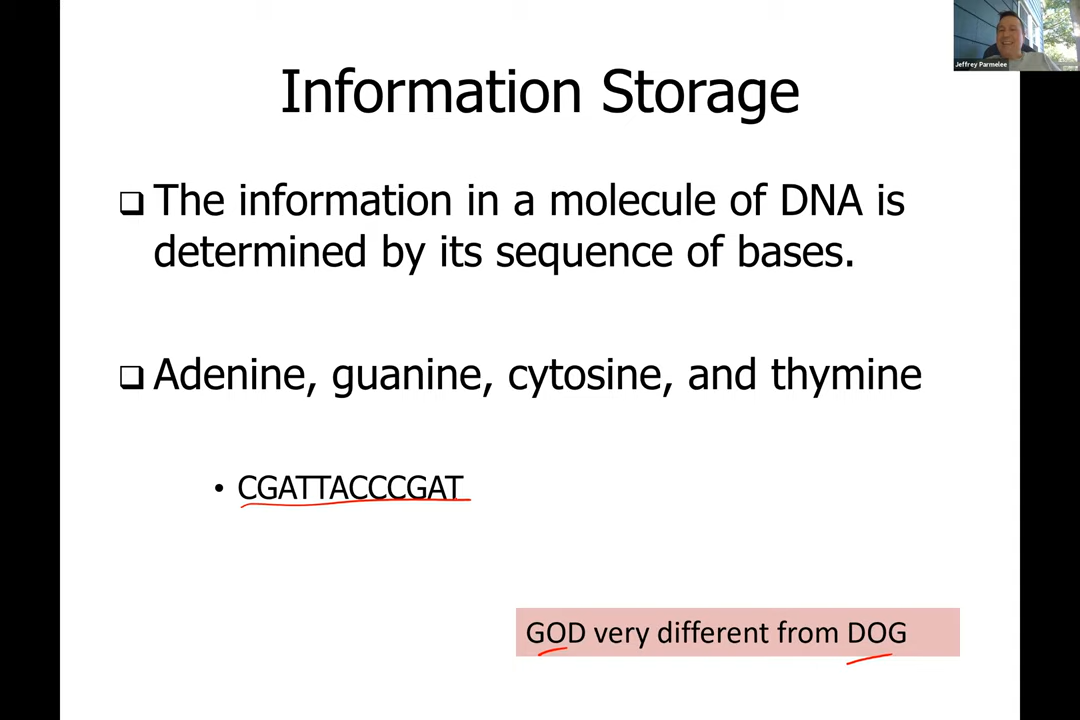 Jeffrey Parmelee
Information Storage
The information in a molecule of DNA is
determined by its sequence of bases.
Adenine, guanine, cytosine, and thymine
• CGATTACCCGAT
GOD very different from DOG